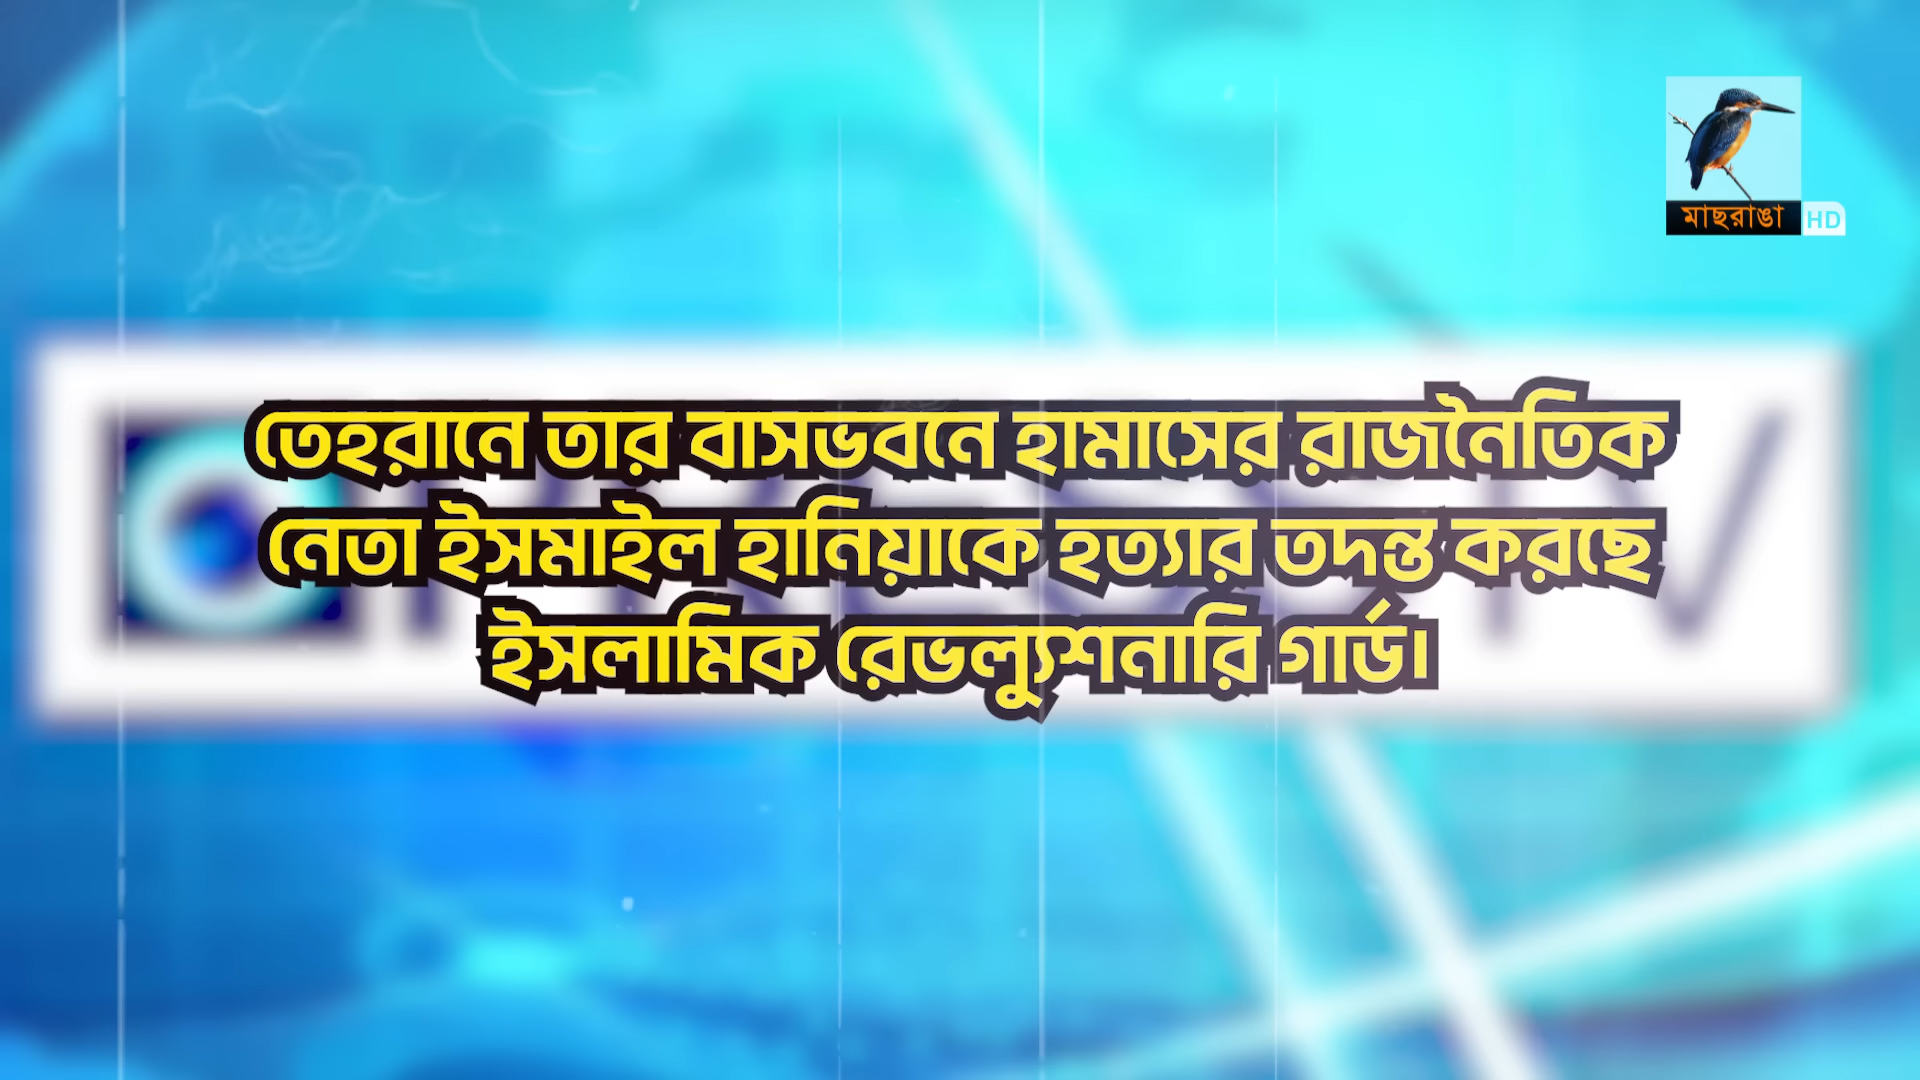 মাছরাঙা HD
তেহরানে তার বাসভবনে হামাসের রাজনৈতিক
নেতা ইসমাইল হানিয়াকে হত্যার তদন্ত করছে
ইসলামিক রেভল্যুশনারি গার্ড।